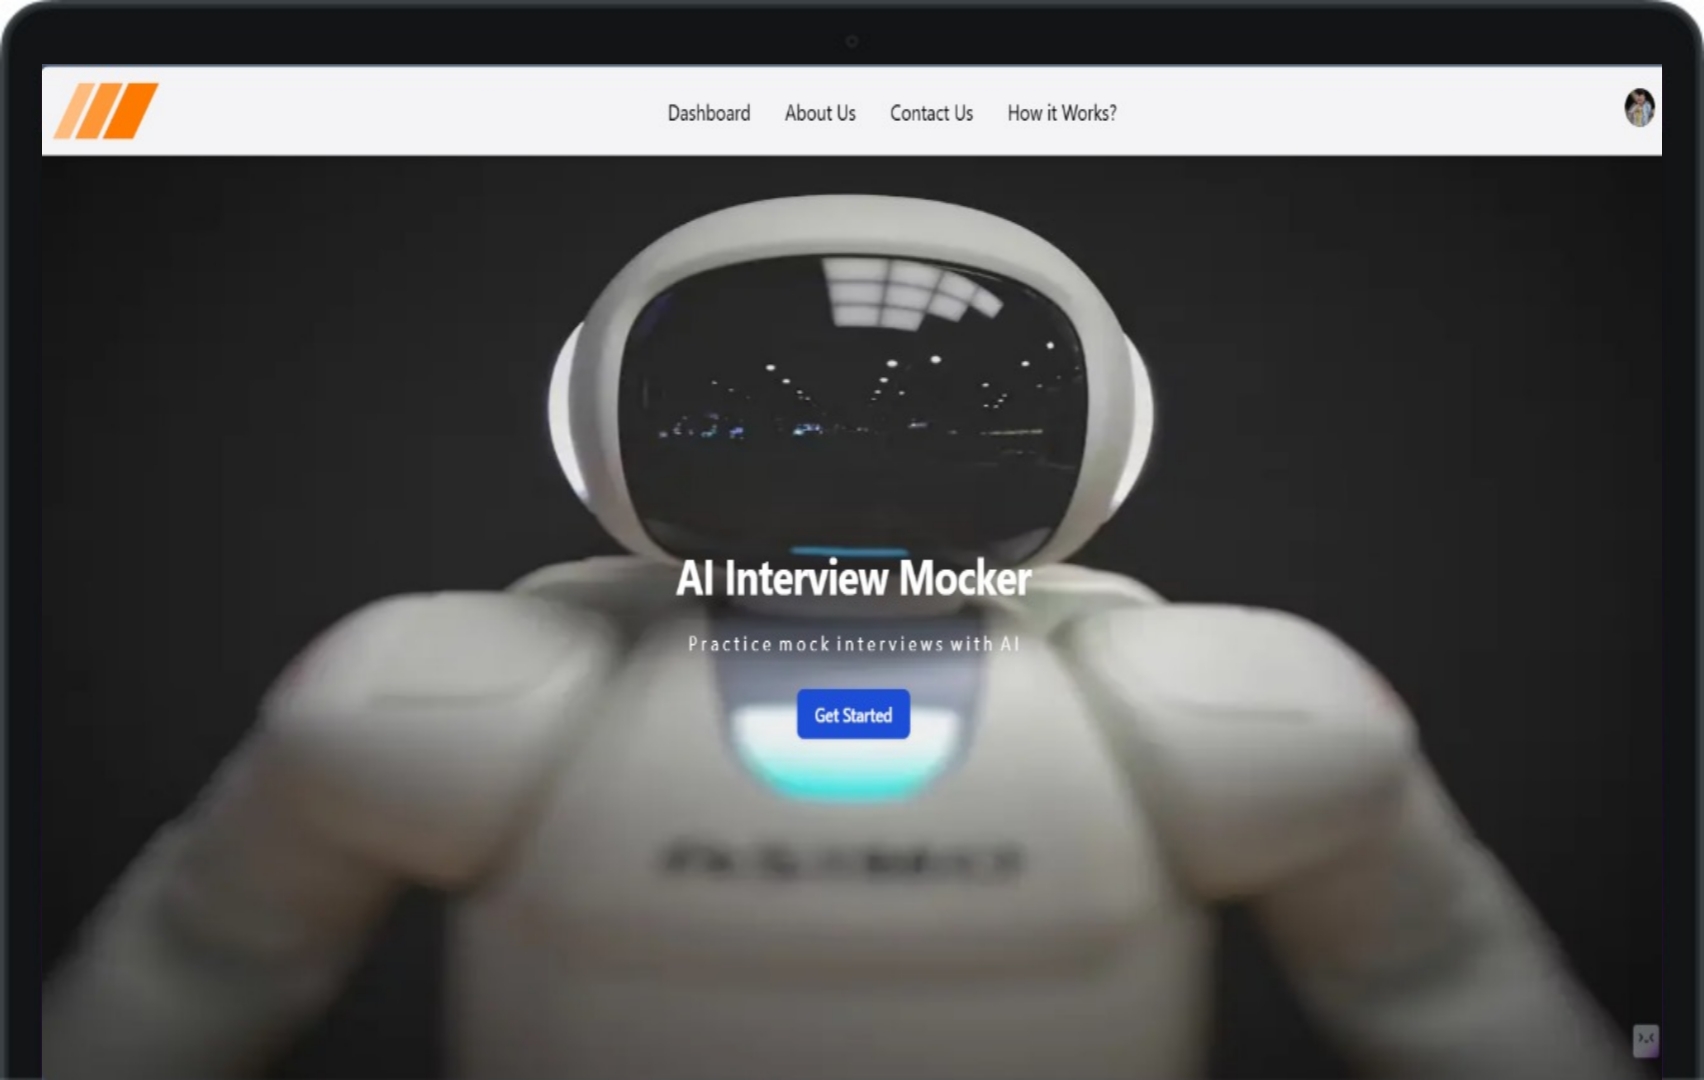 Dashboard About Us Contact Us How it Works?
AI Interview Mocker
Practice mock interviews with AI
Get Started